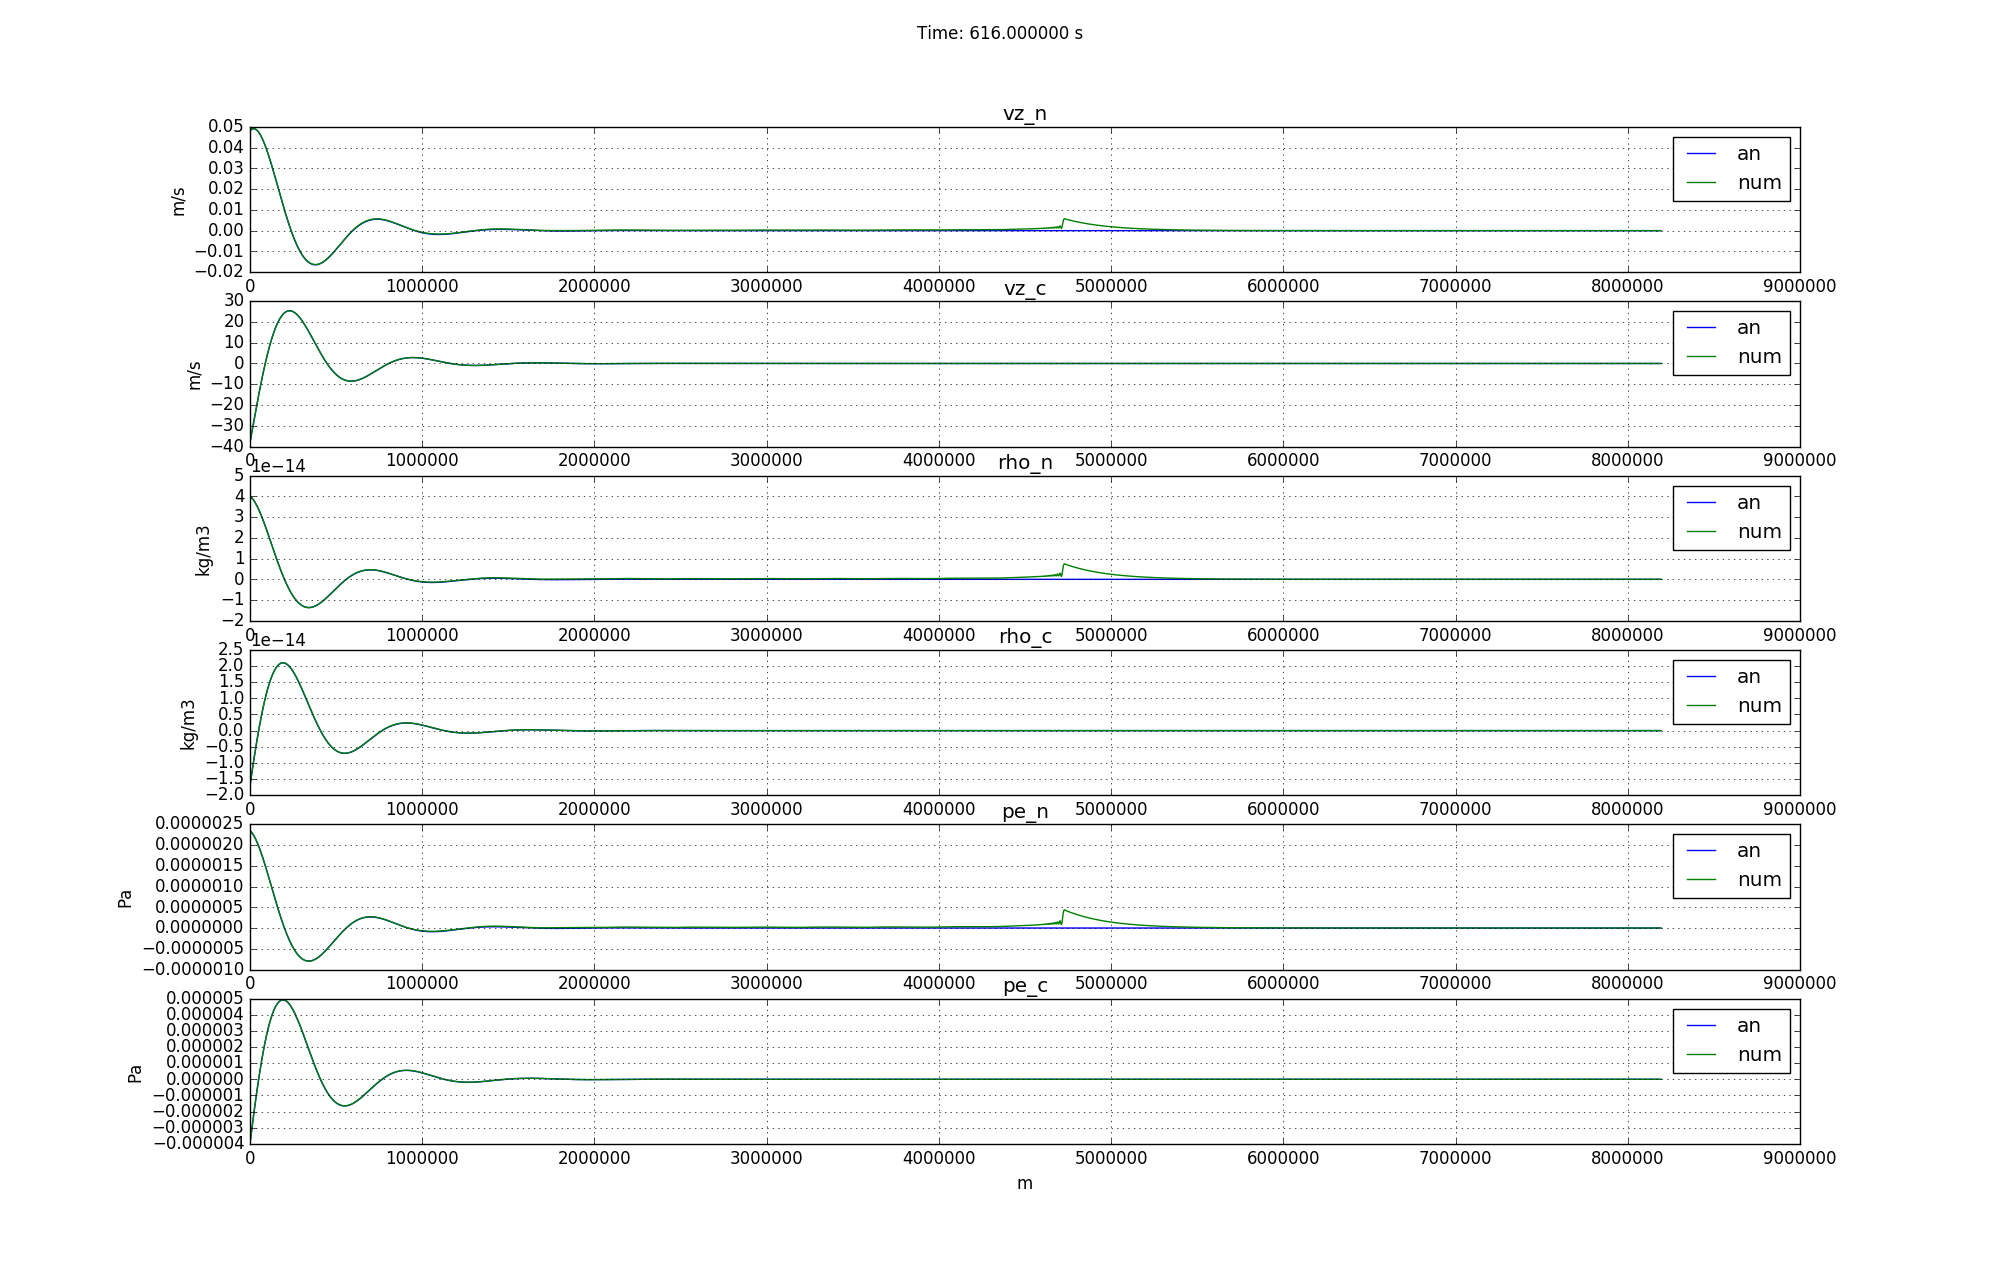 Time: 616.000000 s
vz_n
0.05
0.04
0.03
0.02
0.01
0.00
−0.01
−0.02
m/s
an
num
0 1000000 2000000 3000000 4000000 5000000 6000000 7000000 8000000 9000000
vz_c
30
20
10
0
−10
−20
−30
−40
m/s
an
num
0 1000000 2000000 3000000 4000000 5000000 6000000 7000000 8000000 9000000
1e−14
rho_n
5
4
3
2
1
0
−1
−2
kg/m3
an
num
0 1000000 2000000 3000000 4000000 5000000 6000000 7000000 8000000 9000000
1e−14
rho_c
2.5
2.0
1.5
1.0
0.5
0.0
−0.5
−1.0
−1.5
−2.0
kg/m3
an
num
0 1000000 2000000 3000000 4000000 5000000 6000000 7000000 8000000 9000000
pe_n
0.0000025
0.0000020
0.0000015
0.0000010
0.0000005
0.0000000
−0.0000005
−0.0000010
Pa
an
num
0 1000000 2000000 3000000 4000000 5000000 6000000 7000000 8000000 9000000
pe_c
0.000005
0.000004
0.000003
0.000002
0.000001
0.000000
−0.000001
−0.000002
−0.000003
−0.000004
Pa
an
num
0 1000000 2000000 3000000 4000000 5000000 6000000 7000000 8000000 9000000
m